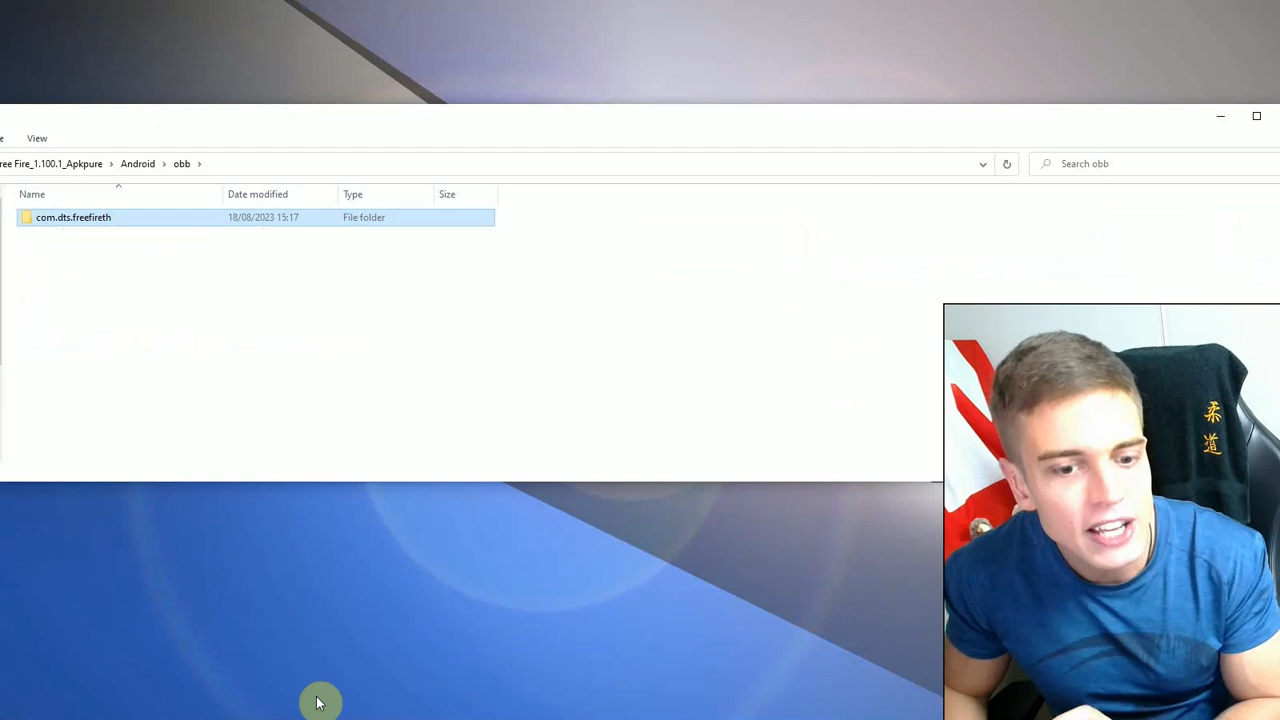 e View
ree Fire_1.100.1_Apkpure > Android > obb >
Search obb
Name Date modified Type Size
com.dts.freefireth 18/08/2023 15:17 File folder
柔
道